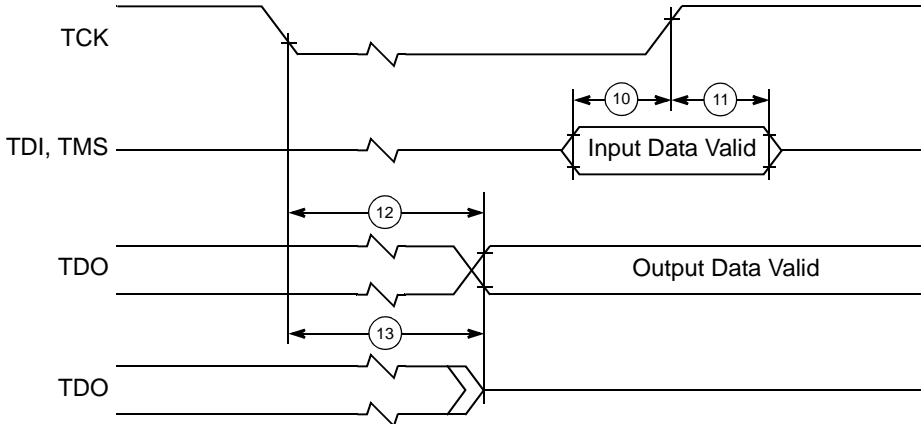 TCK
10
11
TDI, TMS
Input Data Valid
12
TDO
Output Data Valid
13
TDO